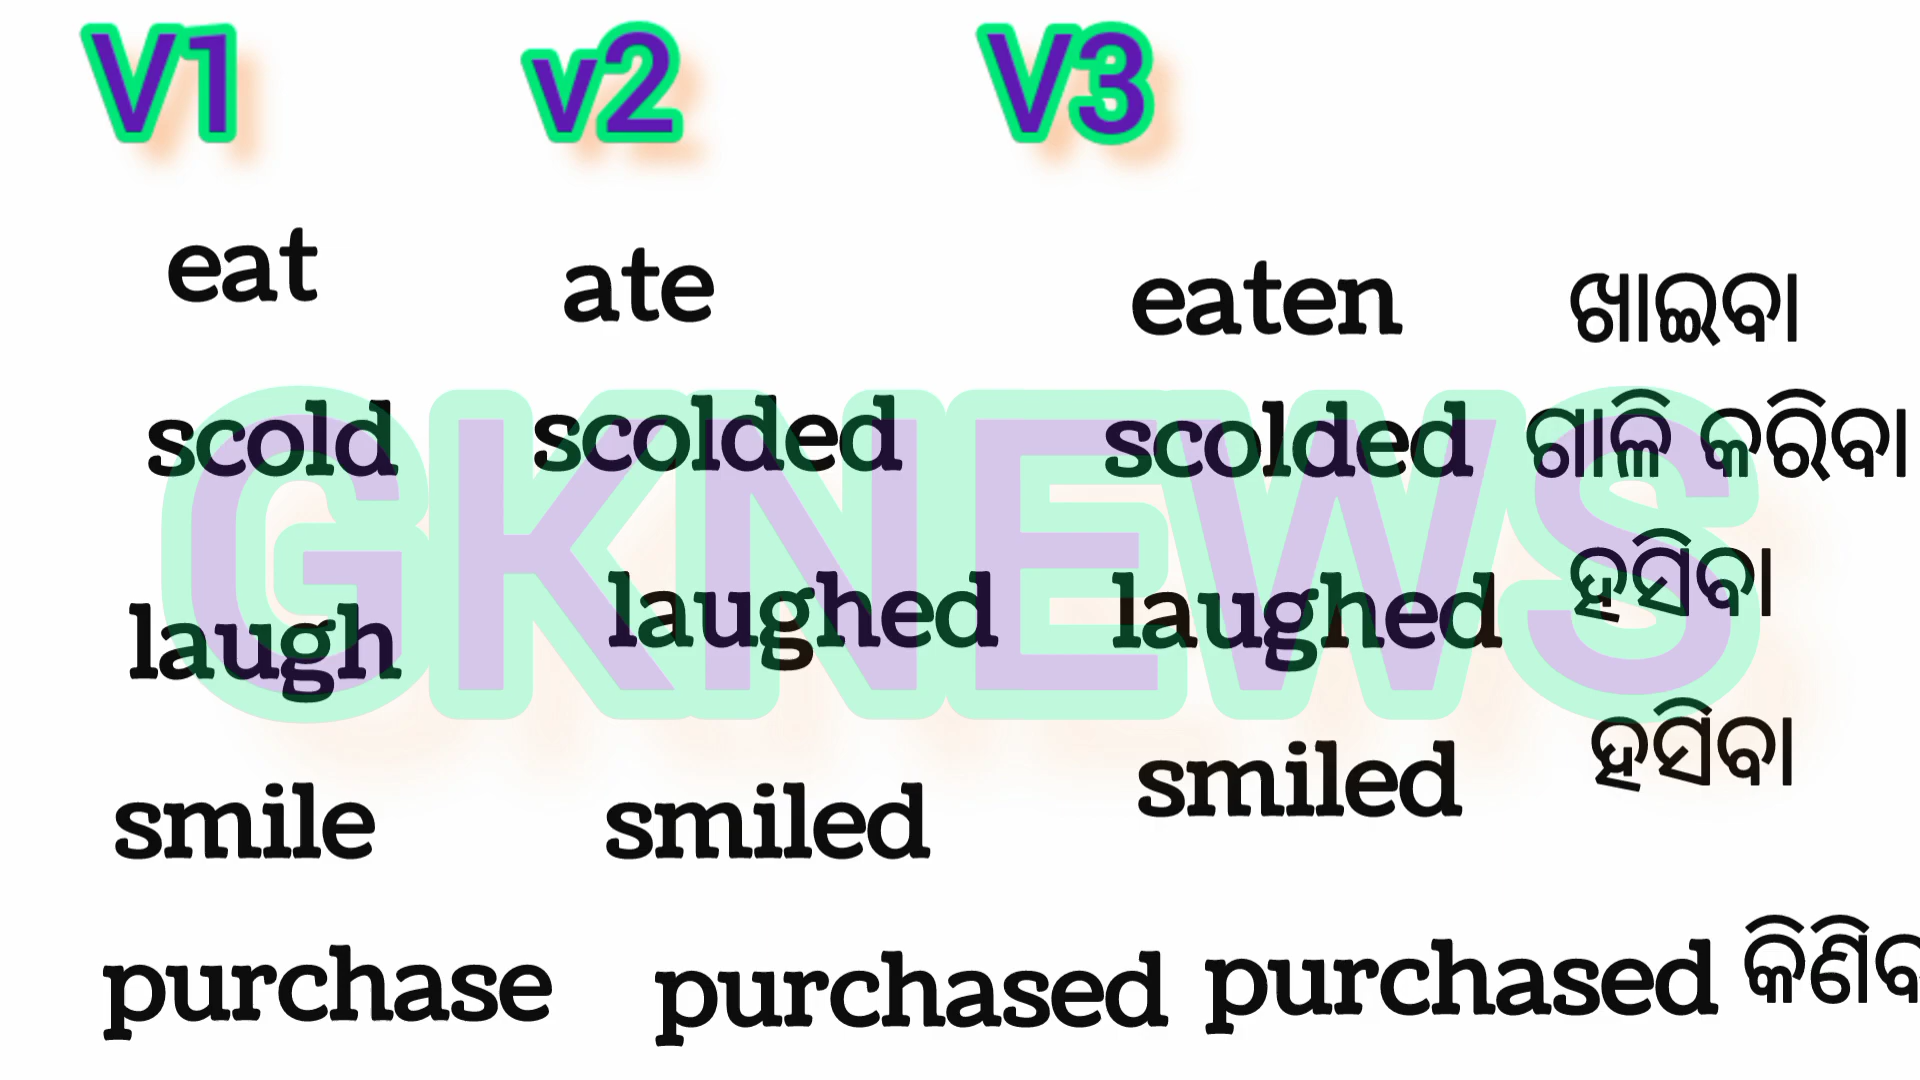 V1 v2 V3
eat ate eaten ଖାଇବା
scold scolded scolded ଗାଳି କରିବା
laugh laughed laughed ହସିବା
smile smiled smiled ହସିବା
purchase purchased purchased
GKNEWS